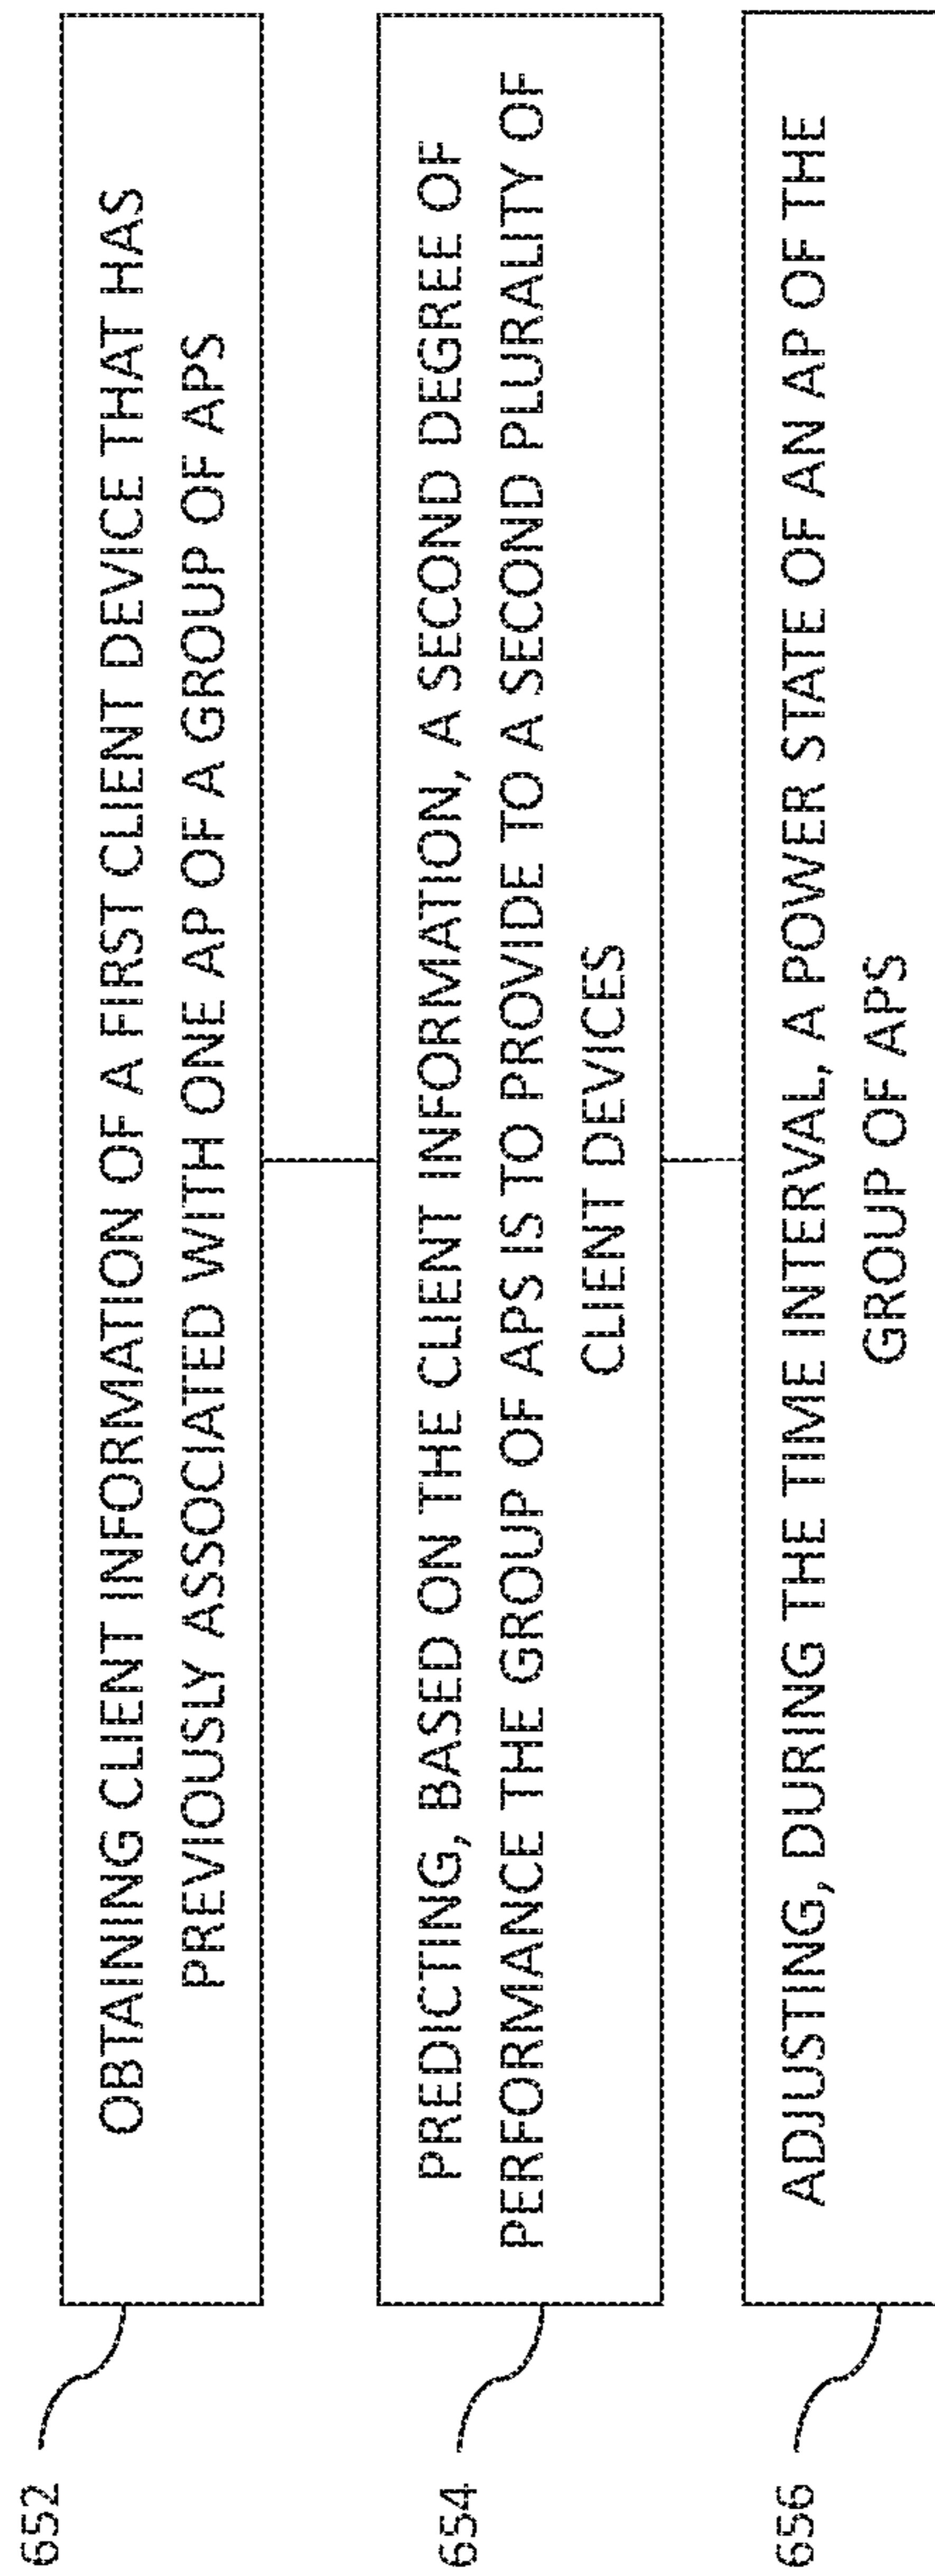 652
OBTAINING CLIENT INFORMATION OF A FIRST CLIENT DEVICE THAT HAS
PREVIOUSLY ASSOCIATED WITH ONE AP OF A GROUP OF APS
654
PREDICTING, BASED ON THE CLIENT INFORMATION, A SECOND DEGREE OF
PERFORMANCE THE GROUP OF APS IS TO PROVIDE TO A SECOND PLURALITY OF
CLIENT DEVICES
656
ADJUSTING, DURING THE TIME INTERVAL, A POWER STATE OF AN AP OF THE
GROUP OF APS